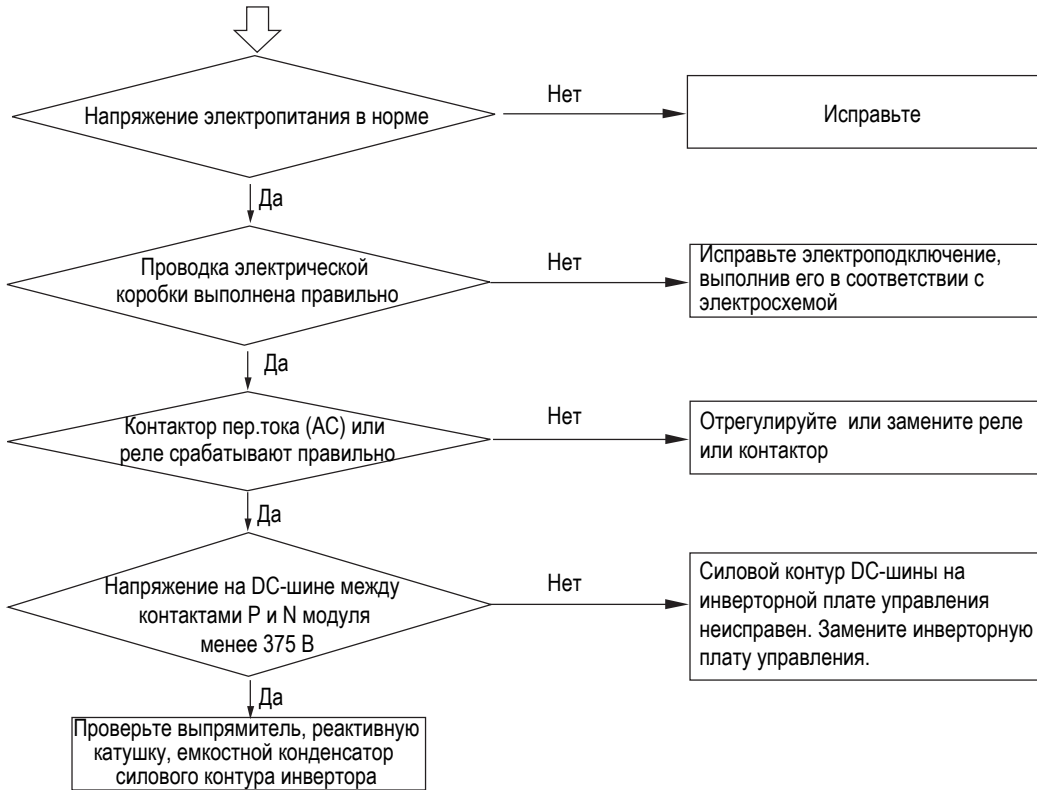 Напряжение электропитания в норме
Нет
Исправьте
Да
Проводка электрической
коробки выполнена правильно
Нет
Исправьте электроподключение,
выполнив его в соответствии с
электросхемой
Да
Контактор пер.тока (AC) или
реле срабатывают правильно
Нет
Отрегулируйте или замените реле
или контактор
Да
Напряжение на DC-шине между
контактами P и N модуля
менее 375 В
Нет
Силовой контур DC-шины на
инверторной плате управления
неисправен. Замените инверторную
плату управления.
Да
Проверьте выпрямитель, реактивную
катушку, емкостной конденсатор
силового контура инвертора